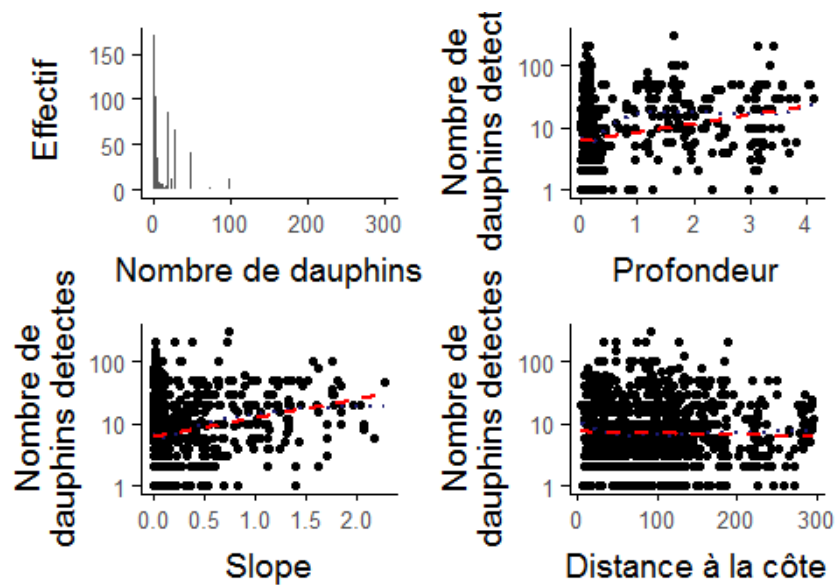 Effectif
150
100
50
0
0 100 200 300
Nombre de dauphins
Nombre de
dauphins detect
100
10
1
0 1 2 3 4
Profondeur
Nombre de
dauphins detectes
100
10
1
0.0 0.5 1.0 1.5 2.0
Slope
Nombre de
dauphins detectes
100
10
1
0 100 200 300
Distance à la côte